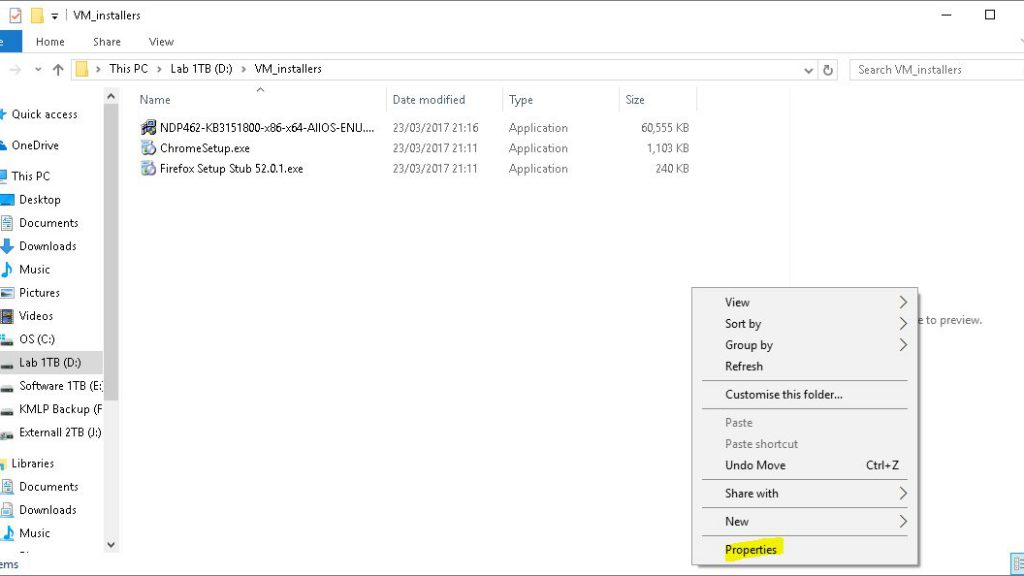 VM_installers
Home Share View
This PC Lab 1TB (D:) VM_installers
Search VM_installers
Name Date modified Type Size
NDP462-KB3151800-x86-x64-AllOS-ENU.... 23/03/2017 21:16 Application 60,555 KB
ChromeSetup.exe 23/03/2017 21:11 Application 1,103 KB
Firefox Setup Stub 52.0.1.exe 23/03/2017 21:11 Application 240 KB
Quick access
OneDrive
This PC
Desktop
Documents
Downloads
Music
Pictures
Videos
OS (C:)
Lab 1TB (D:)
Software 1TB (E:
KMLP Backup (F
Externall 2TB (J:)
Libraries
Documents
Downloads
Music
ems
View
Sort by
Group by
Refresh
Customise this folder...
Paste
Paste shortcut
Undo Move Ctrl+Z
Share with
New
Properties
e to preview.